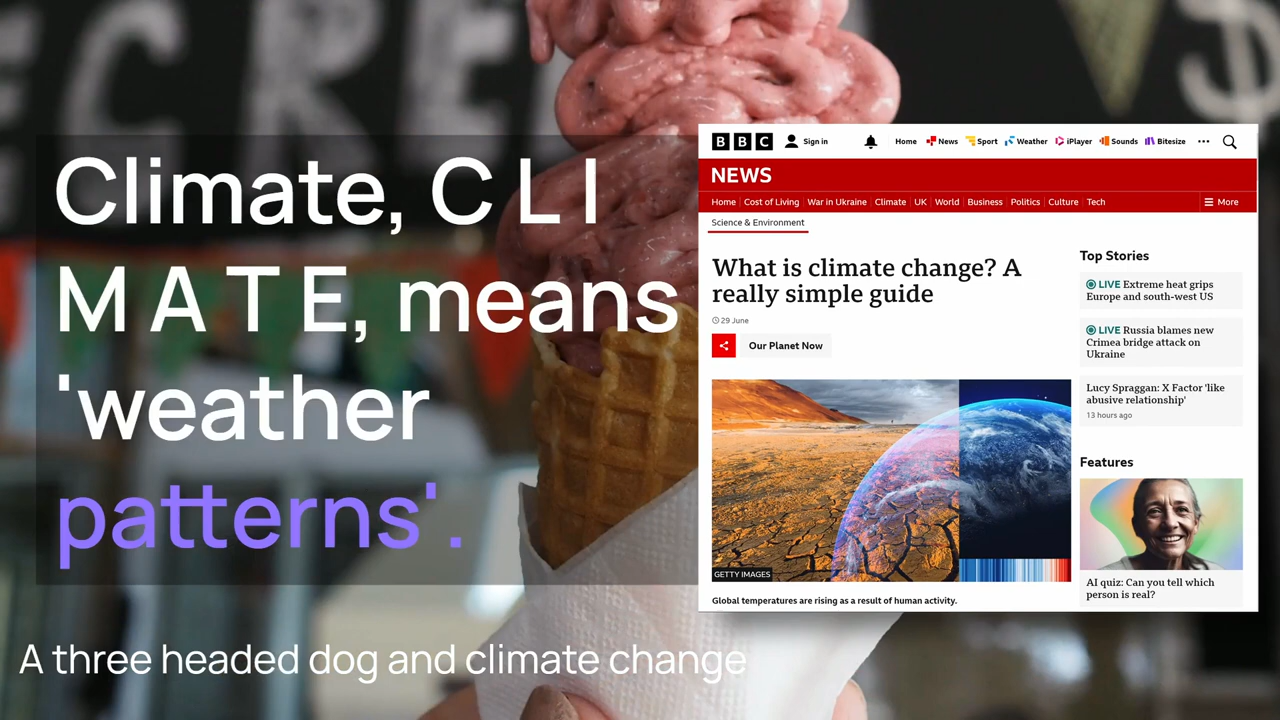 CRE
Climate, C L I
M A T E, means
'weather
patterns'.
A three headed dog and climate change
BBC Sign in Home News Sport Weather iPlayer Sounds Bitesize
NEWS
Home Cost of Living War in Ukraine Climate UK World Business Politics Culture Tech More
Science & Environment
What is climate change? A
really simple guide
29 June
Our Planet Now
GETTY IMAGES
Global temperatures are rising as a result of human activity.
Top Stories
LIVE Extreme heat grips
Europe and south-west US
LIVE Russia blames new
Crimea bridge attack on
Ukraine
Lucy Spraggan: X Factor 'like
abusive relationship'
13 hours ago
Features
AI quiz: Can you tell which
person is real?